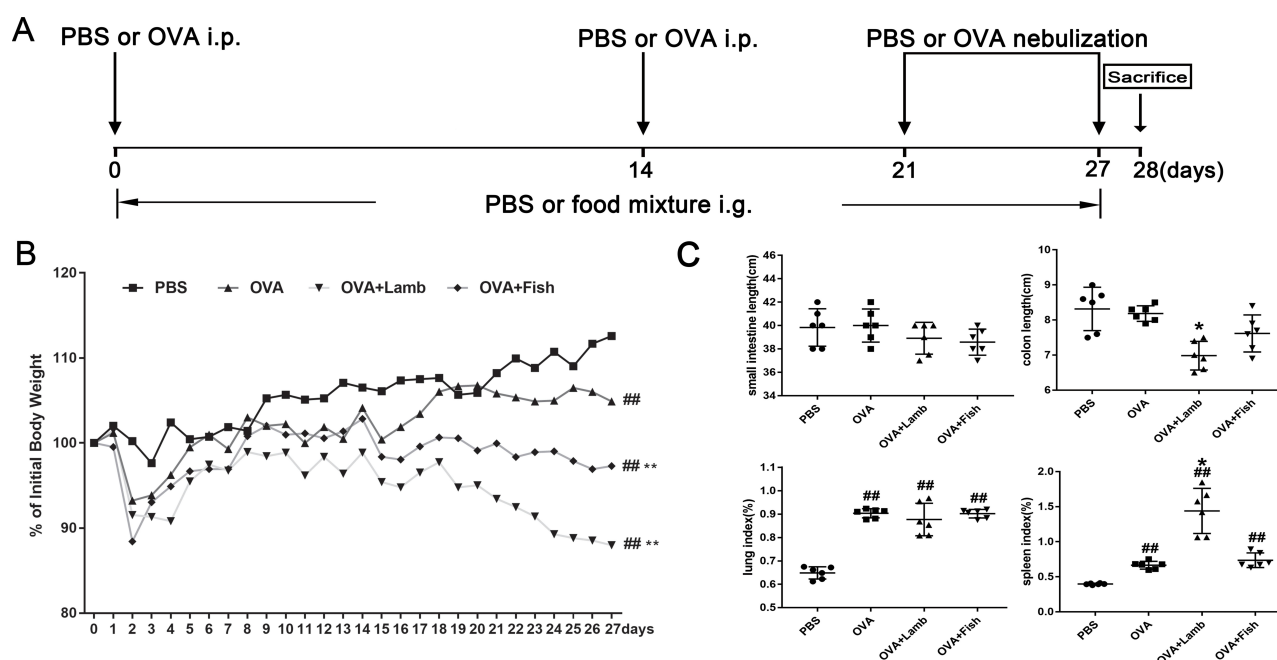 A
PBS or OVA i.p.
PBS or OVA i.p.
PBS or OVA nebulization
Sacrifice
0
14
21
27
28(days)
PBS or food mixture i.g.
B
% of Initial Body Weight
120
110
100
90
80
PBS
OVA
OVA+Lamb
OVA+Fish
##
## **
## **
0 1 2 3 4 5 6 7 8 9 10 11 12 13 14 15 16 17 18 19 20 21 22 23 24 25 26 27days
C
small intestine length(cm)
46
44
42
40
38
36
34
PBS
OVA
OVA+Lamb
OVA+Fish
colon length(cm)
10
9
8
7
6
*
PBS
OVA
OVA+Lamb
OVA+Fish
lung index(%)
1.1
1.0
0.9
0.8
0.7
0.6
0.5
##
##
##
PBS
OVA
OVA+Lamb
OVA+Fish
spleen index(%)
2.0
1.5
1.0
0.5
0.0
##
*
##
##
PBS
OVA
OVA+Lamb
OVA+Fish